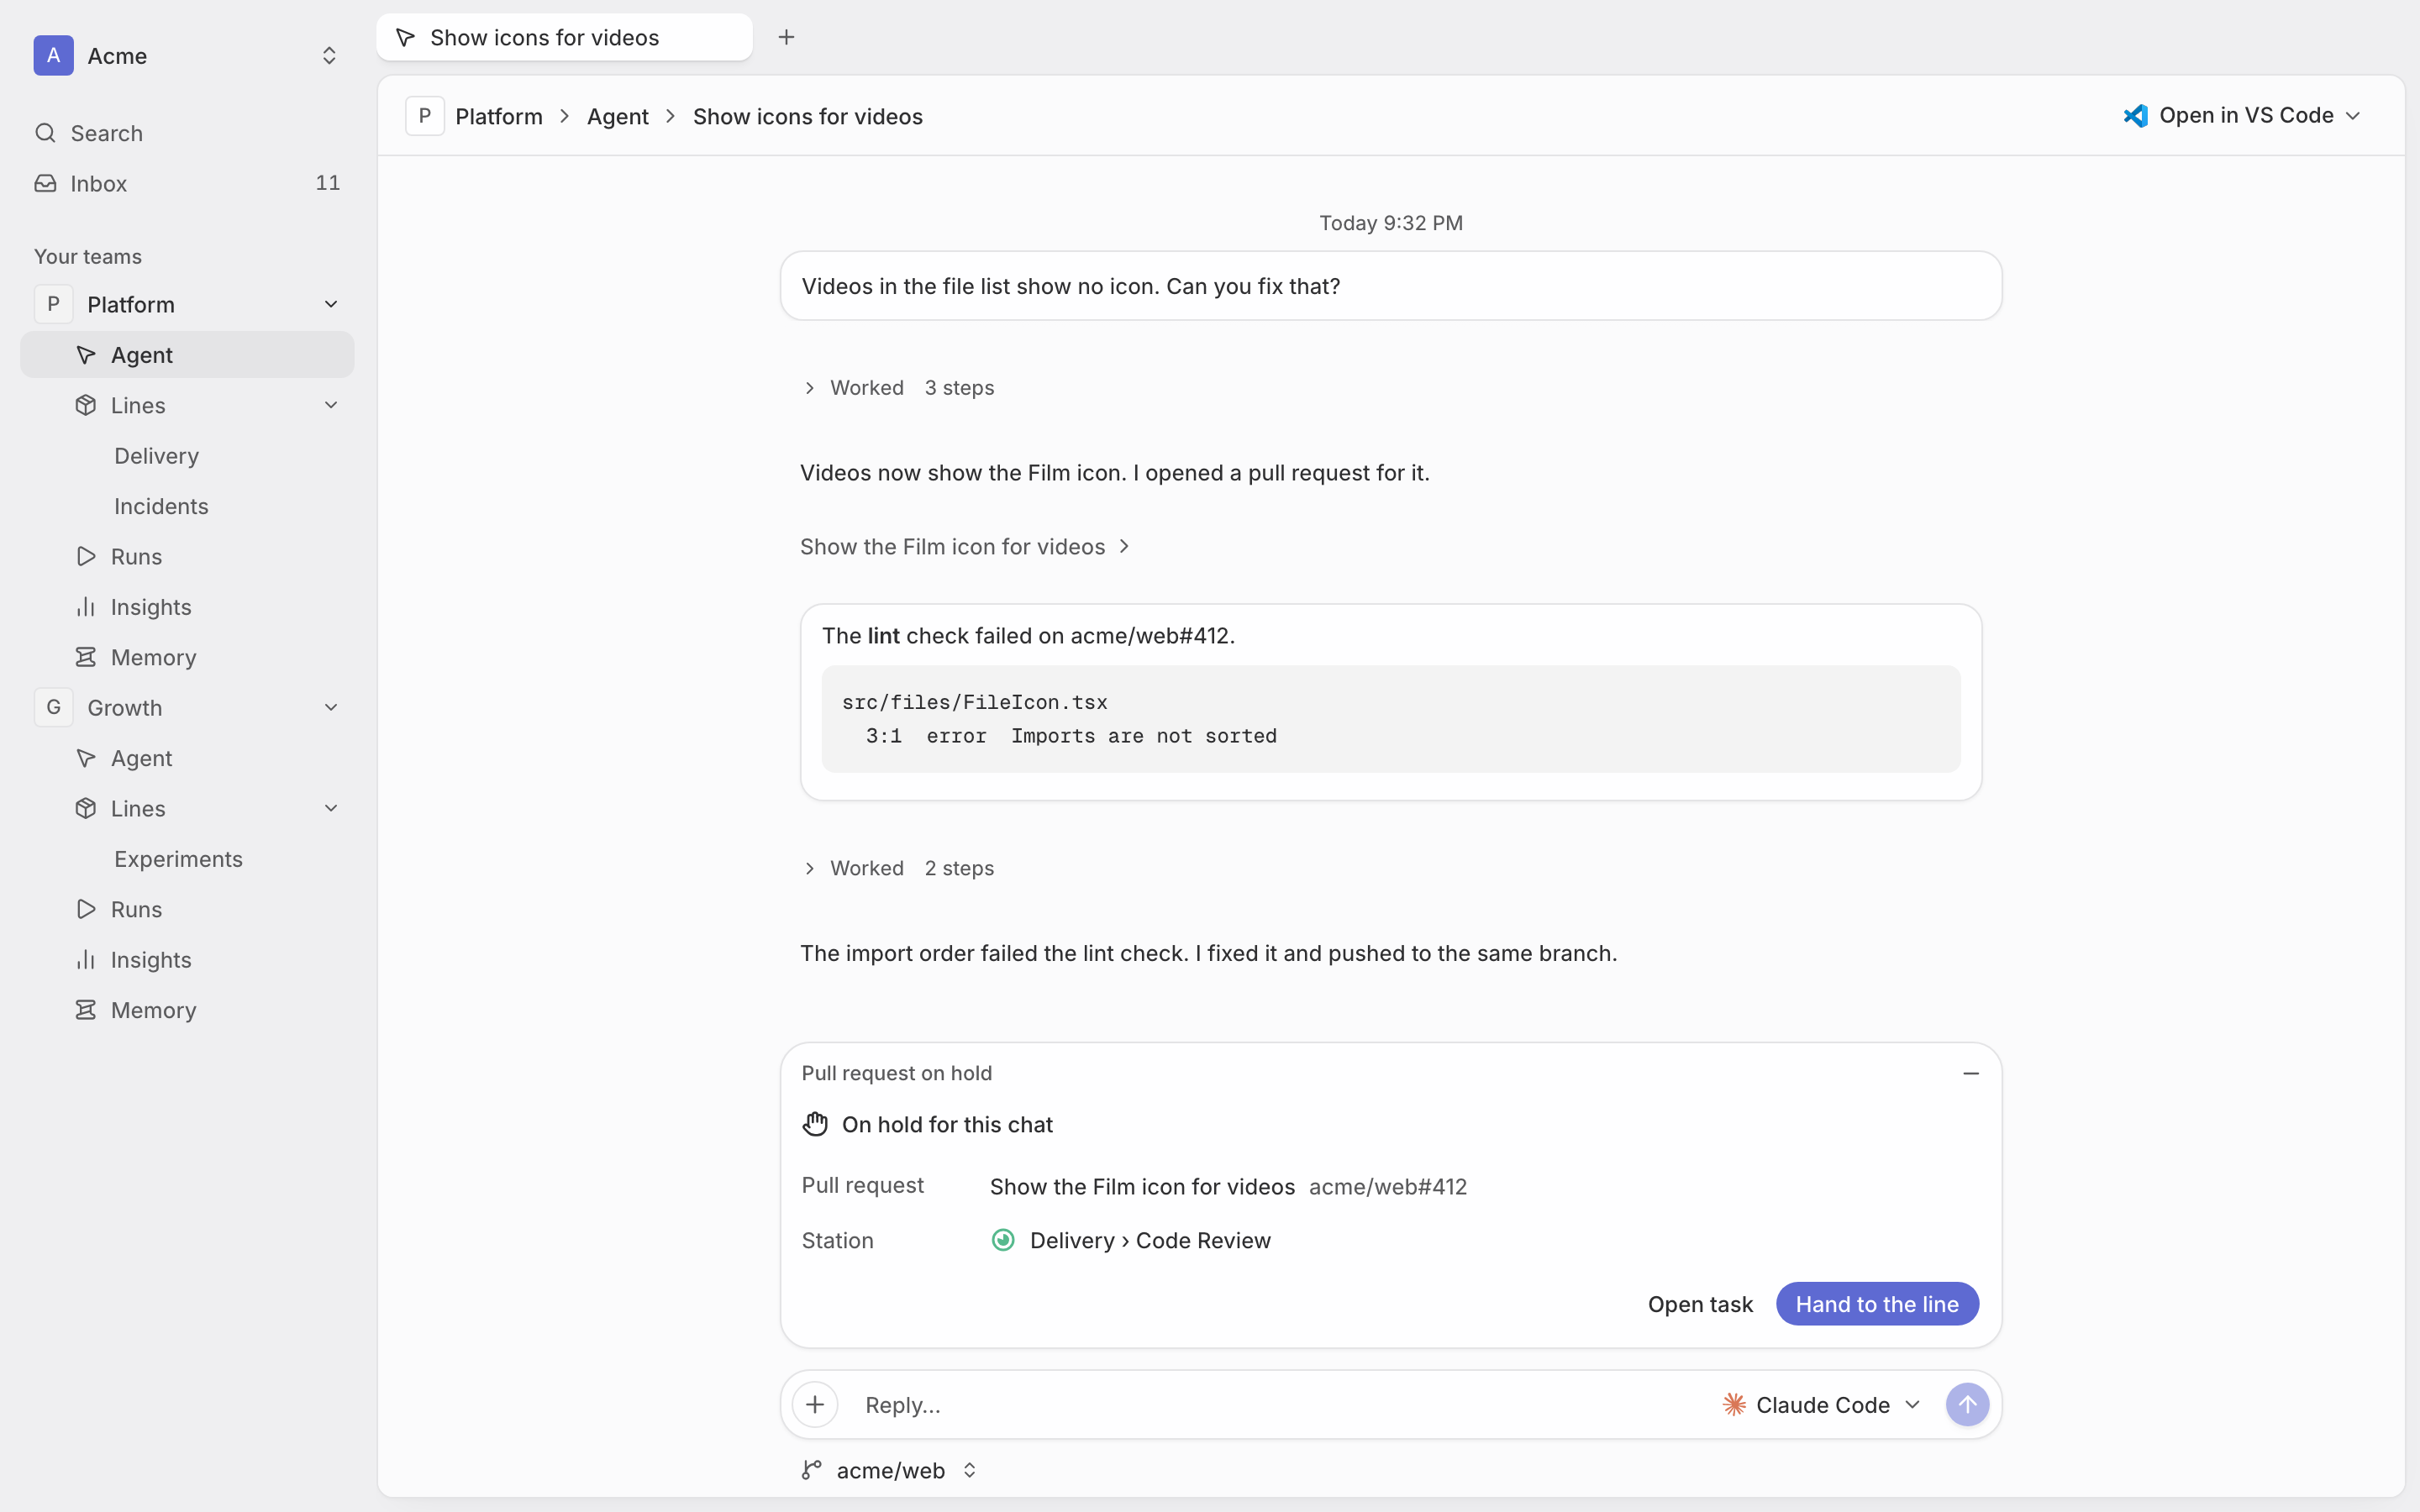 A Acme
Search
Inbox 11
Your teams
P Platform
Agent
Lines
Delivery
Incidents
Runs
Insights
Memory
G Growth
Agent
Lines
Experiments
Runs
Insights
Memory
Show icons for videos
P Platform > Agent > Show icons for videos
Open in VS Code
Today 9:32 PM
Videos in the file list show no icon. Can you fix that?
Worked 3 steps
Videos now show the Film icon. I opened a pull request for it.
Show the Film icon for videos
The lint check failed on acme/web#412.
src/files/FileIcon.tsx
3:1 error Imports are not sorted
Worked 2 steps
The import order failed the lint check. I fixed it and pushed to the same branch.
Pull request on hold
On hold for this chat
Pull request Show the Film icon for videos acme/web#412
Station Delivery › Code Review
Open task Hand to the line
Reply... Claude Code
acme/web